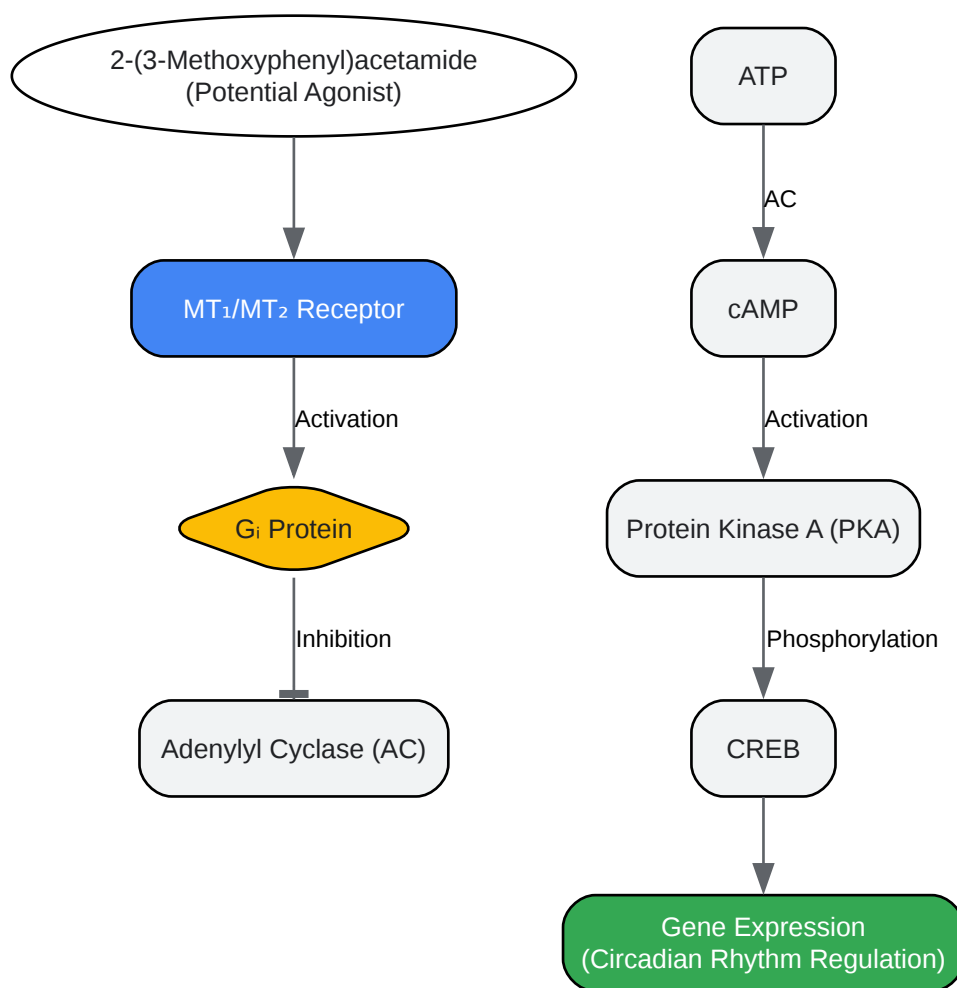 2-(3-Methoxyphenyl)acetamide
(Potential Agonist)
MT₁/MT₂ Receptor
Activation
Gᵢ Protein
Inhibition
Adenylyl Cyclase (AC)
ATP
AC
cAMP
Activation
Protein Kinase A (PKA)
Phosphorylation
CREB
Gene Expression
(Circadian Rhythm Regulation)